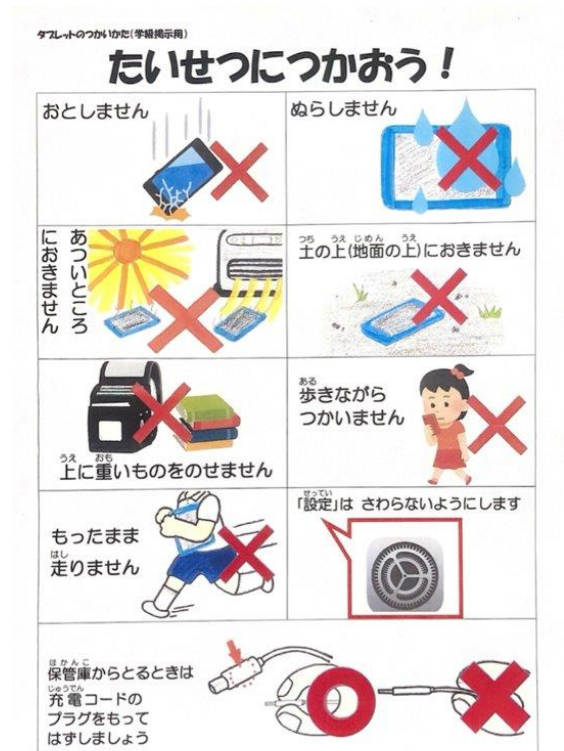 タブレットのつかいかた(学級掲示用)
たいせつにつかおう!
おとしません
ぬらしません
あついところ
におきません
つち うえ じめん うえ
土の上(地面の上)におきません
うえ おも
上に重いものをのせません
ある
歩きながら
つかいません
もったまま
はし
走りません
せってい
「設定」は さわらないようにします
ほかんこ
保管庫からとるときは
じゅうでん
充電コードの
プラグをもって
はずしましょう